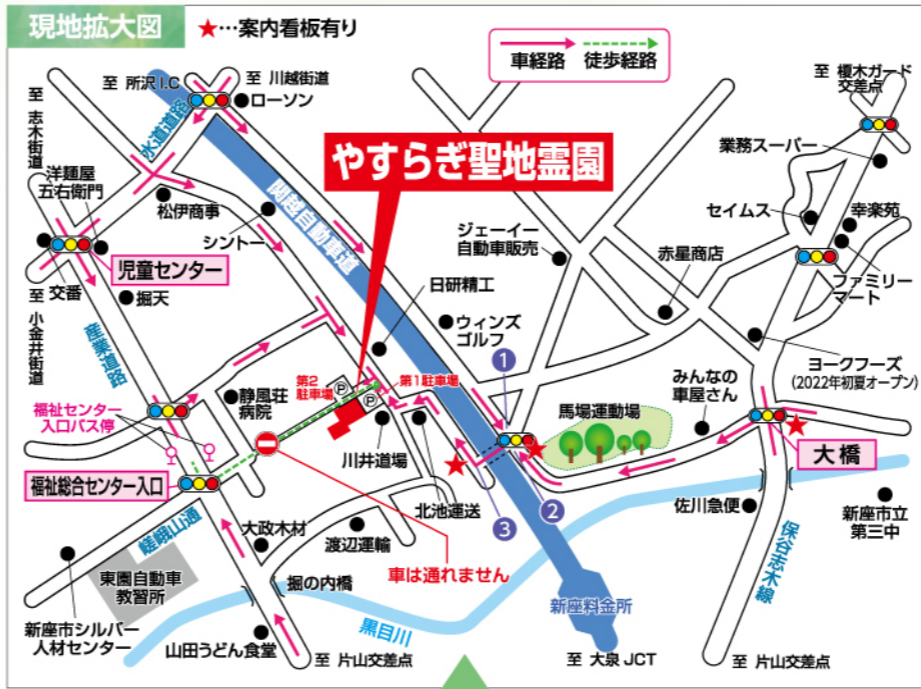 現地拡大図
★…案内看板有り
車経路
徒歩経路
至 所沢I.C
至 川越街道
ローソン
至 榎木ガード
交差点
至 志木街道
水道道路
業務スーパー
洋麺屋
五右衛門
やすらぎ聖地霊園
松伊商事
セイムス
幸楽苑
シントー
関越自動車道
ジェーイー
自動車販売
赤星商店
交番
児童センター
ファミリー
マート
掘天
日研精工
至 小金井街道
産業道路
ウィンズ
ゴルフ
ヨークフーズ
(2022年初夏オープン)
第2
駐車場
P
P
第1駐車場
1
みんなの
車屋さん
静風荘
病院
馬場運動場
福祉センター
入口バス停
川井道場
大橋
福祉総合センター入口
北池運送
3
2
佐川急便
新座市立
第三中
嵯峨山通
大政木材
渡辺運輸
車は通れません
保谷志木線
東園自動車
教習所
掘の内橋
新座料金所
新座市シルバー
人材センター
山田うどん食堂
黒目川
至 片山交差点
至 大泉 JCT
至 片山交差点